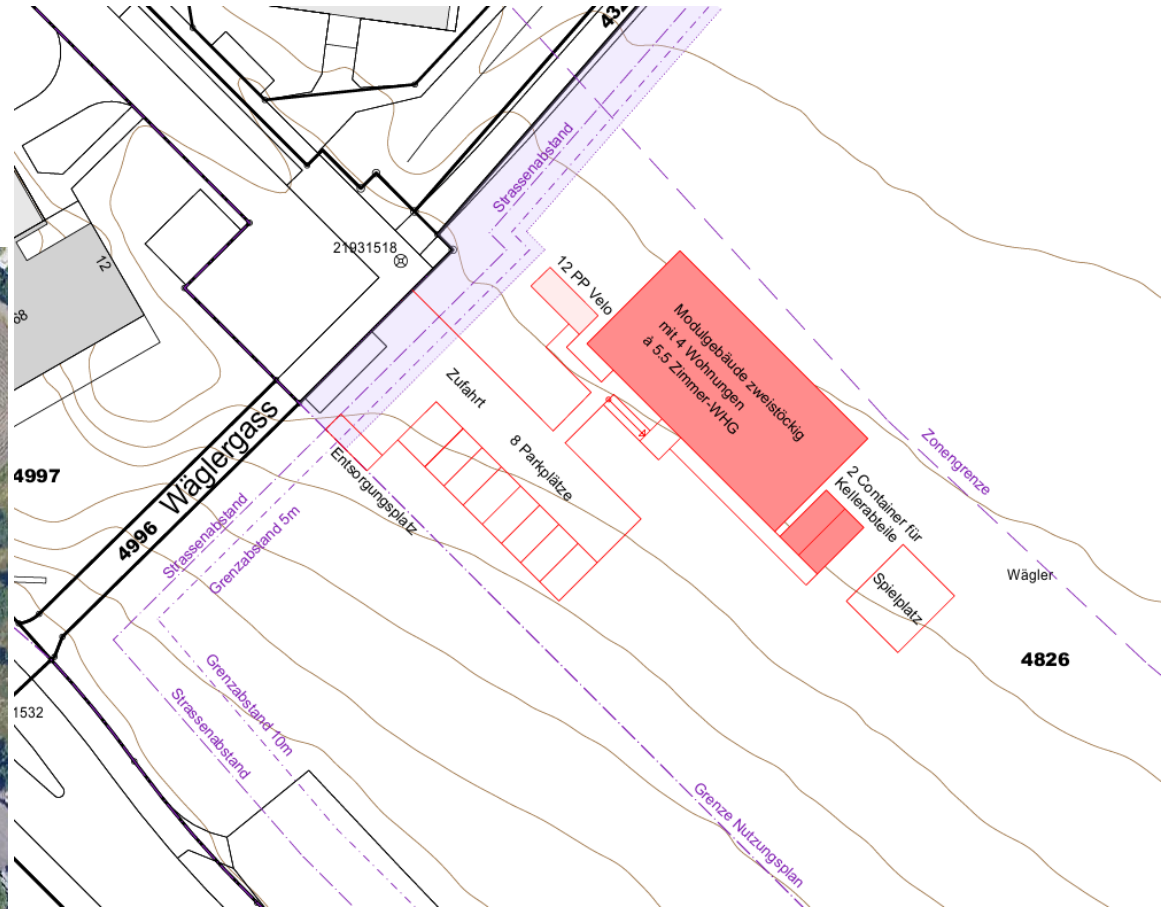 432
Strassenabstand
21931518
12
68
12 PP Velo
Modulgebäude zweistöckig
mit 4 Wohnungen
à 5.5 Zimmer-WHG
Zufahrt
8 Parkplätze
Entsorgungsplatz
Zonengrenze
2 Container für
Kellerabteile
Spielplatz
Wägler
4826
4997
4996 Wäglergass
Strassenabstand
Grenzabstand 5m
Grenzabstand 10m
Strassenabstand
1532
Grenze Nutzungsplan